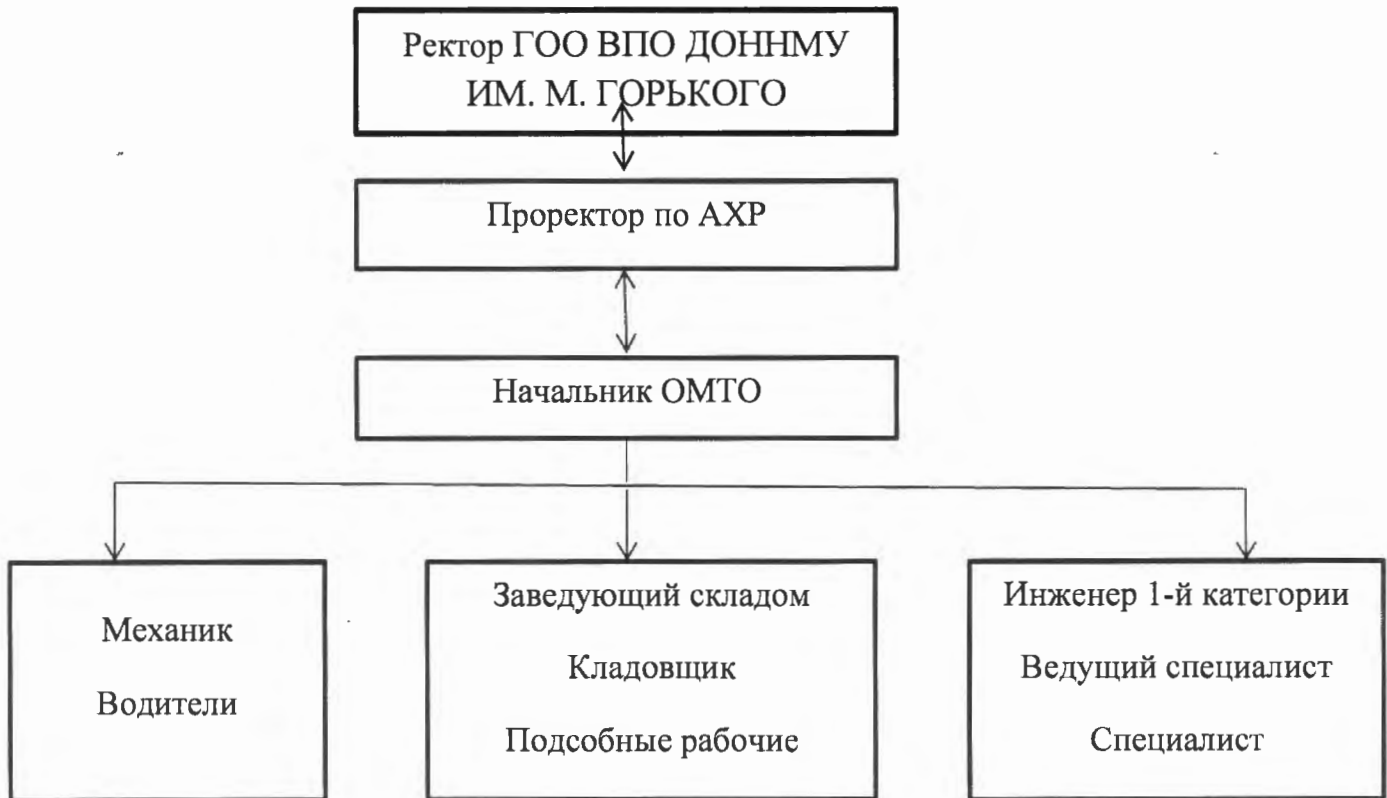 Ректор ГОО ВПО ДОННМУ
ИМ. М. ГОРЬКОГО
Проректор по АХР
Начальник ОМТО
Механик
Водители
Заведующий складом
Кладовщик
Подсобные рабочие
Инженер 1-й категории
Ведущий специалист
Специалист